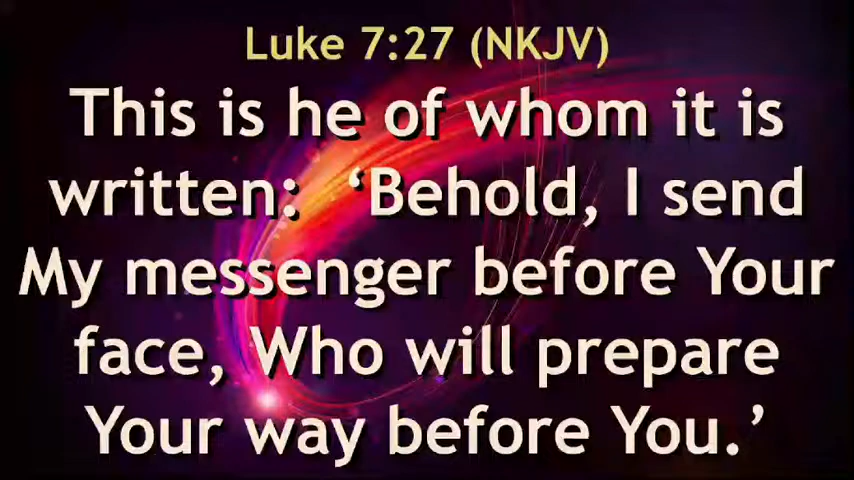 Luke 7:27 (NKJV)
This is he of whom it is
written:  ‘Behold, I send
My messenger before Your
face, Who will prepare
Your way before You.’